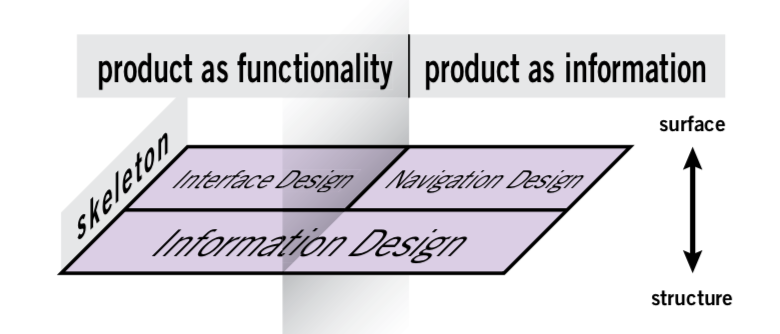 product as functionality
product as information
surface
skeleton
Interface Design
Navigation Design
Information Design
structure